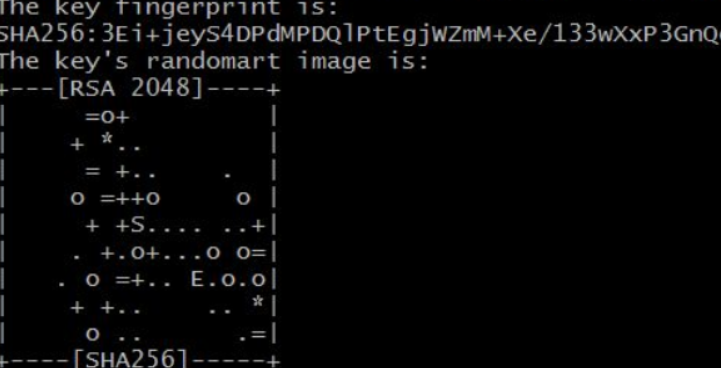 The key fingerprint is:
SHA256:3Ei+jeyS4DPdMPDQlPtEgjWZmM+Xe/133wXxP3GnQ
The key's randomart image is:
+---[RSA 2048]----+
|      =o+        |
|     + *..       |
|      = +..    . |
|     o =++o     o |
|      + +S.... ..+|
|     . +.o+...o o=|
|    . o =+.. E.o.o|
|     + +..    .. *|
|      o ..      .=|
+----[SHA256]-----+